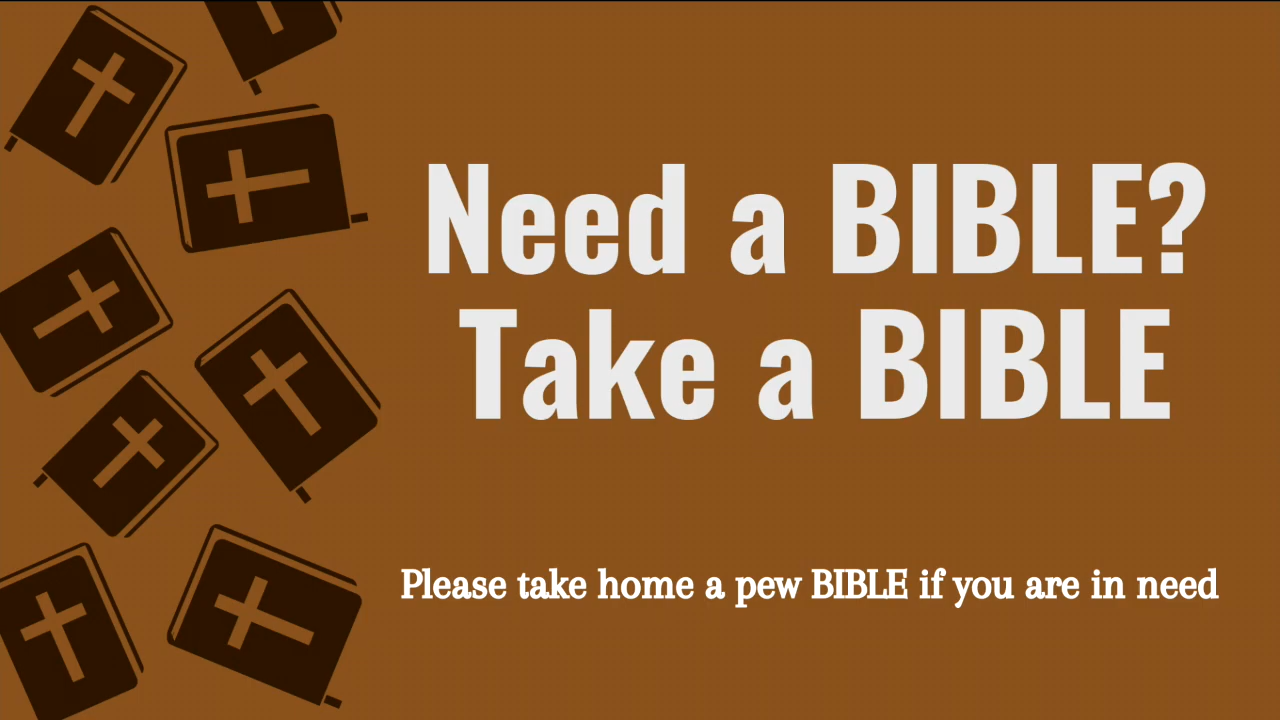 Need a BIBLE?
Take a BIBLE
Please take home a pew BIBLE if you are in need